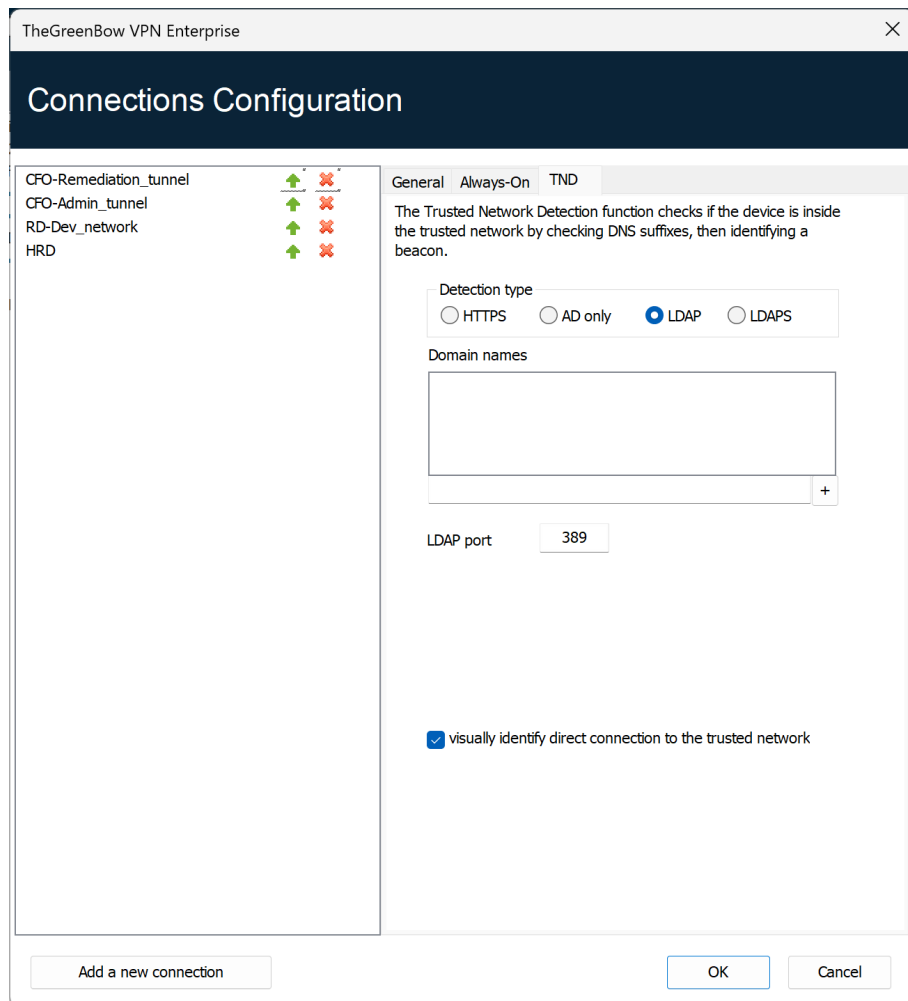 TheGreenBow VPN Enterprise
Connections Configuration
CFO-Remediation_tunnel
CFO-Admin_tunnel
RD-Dev_network
HRD
General Always-On TND
The Trusted Network Detection function checks if the device is inside
the trusted network by checking DNS suffixes, then identifying a
beacon.
Detection type
HTTPS AD only LDAP LDAPS
Domain names
+
LDAP port 389
visually identify direct connection to the trusted network
Add a new connection OK Cancel